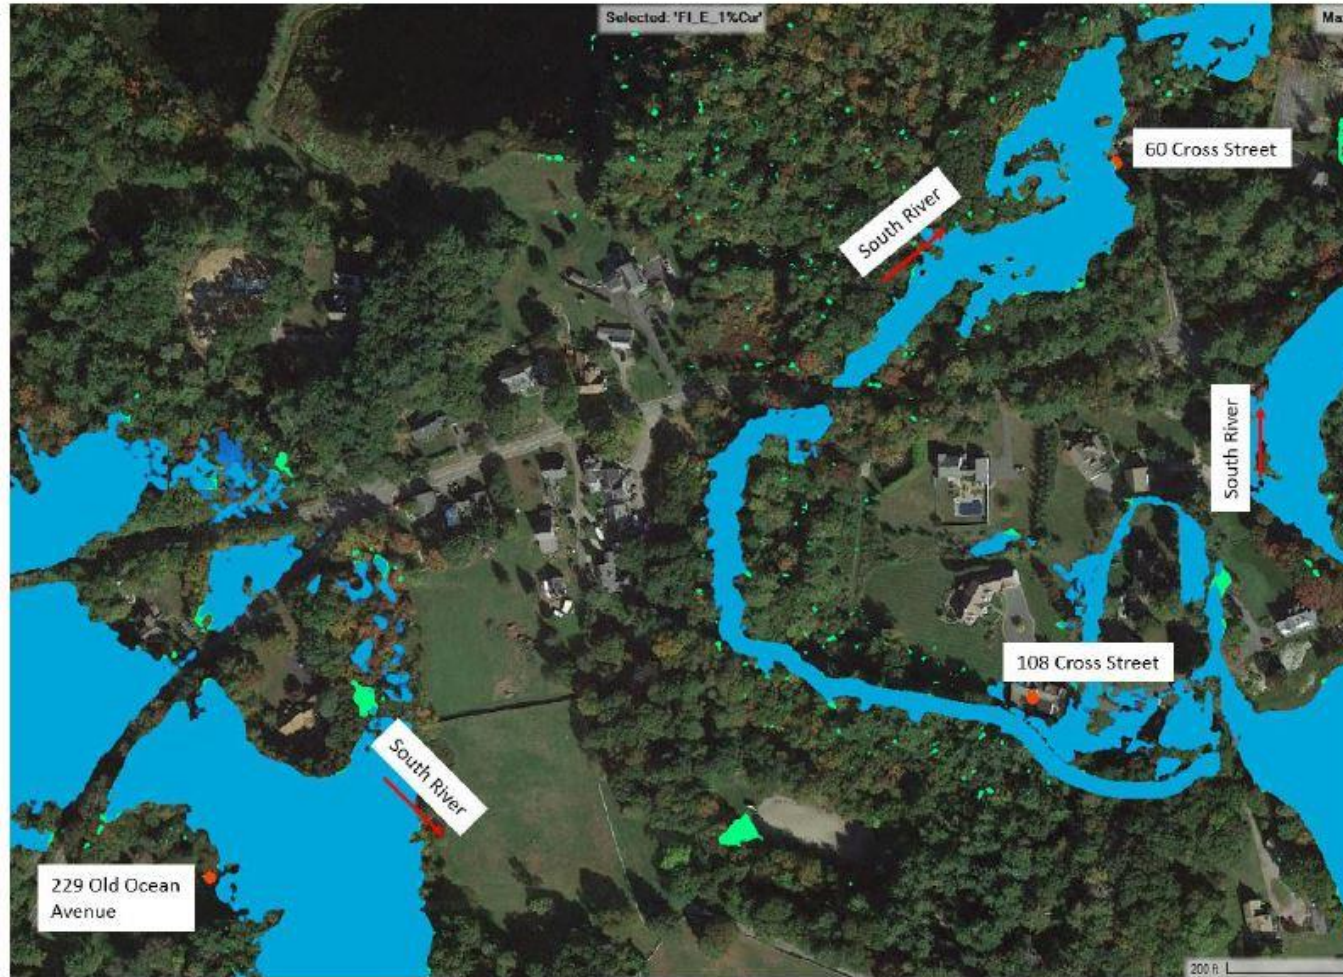 Selected: 'FI_E_1%Cur'
60 Cross Street
South River
South River
108 Cross Street
South River
229 Old Ocean
Avenue
200 ft